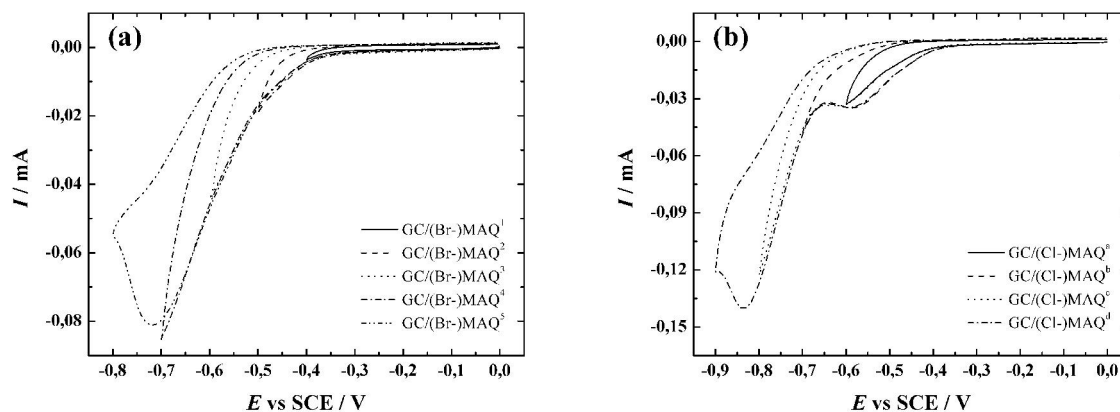 (a)
0,00
-0,02
-0,04
-0,06
-0,08
I / mA
GC/(Br-)MAQ¹
GC/(Br-)MAQ²
GC/(Br-)MAQ³
GC/(Br-)MAQ⁴
GC/(Br-)MAQ⁵
-0,8 -0,7 -0,6 -0,5 -0,4 -0,3 -0,2 -0,1 0,0
E vs SCE / V
(b)
0,00
-0,03
-0,06
-0,09
-0,12
-0,15
I / mA
GC/(Cl-)MAQᵃ
GC/(Cl-)MAQᵇ
GC/(Cl-)MAQᶜ
GC/(Cl-)MAQᵈ
-0,9 -0,8 -0,7 -0,6 -0,5 -0,4 -0,3 -0,2 -0,1 0,0
E vs SCE / V